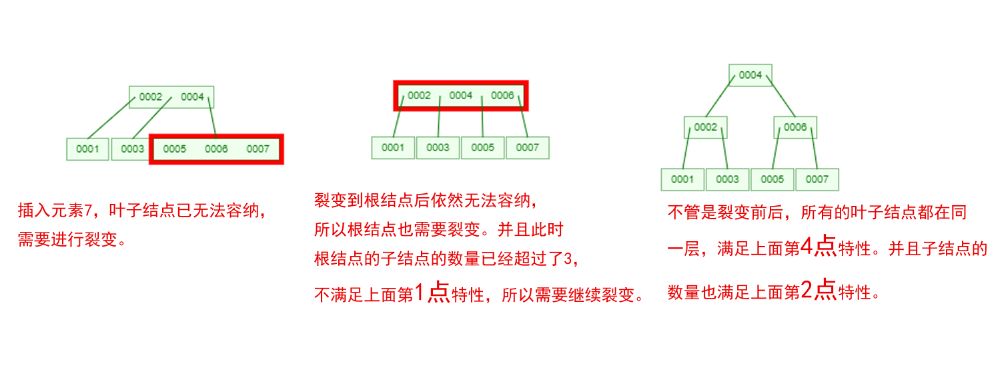 0002 0004
0001 0003 0005 0006 0007
插入元素7，叶子结点已无法容纳，
需要进行裂变。
0002 0004 0006
0001 0003 0005 0007
裂变到根结点后依然无法容纳，
所以根结点也需要裂变。并且此时
根结点的子结点的数量已经超过了3，
不满足上面第1点特性，所以需要继续裂变。
0004
0002 0006
0001 0003 0005 0007
不管是裂变前后，所有的叶子结点都在同
一层，满足上面第4点特性。并且子结点的
数量也满足上面第2点特性。